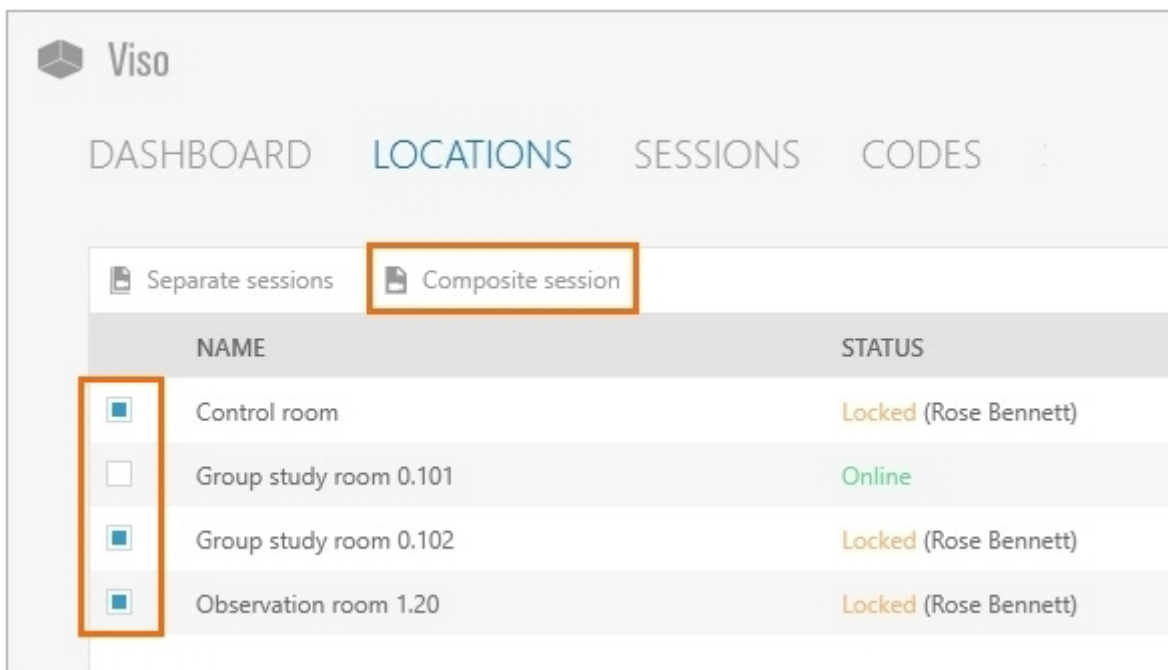 Viso
DASHBOARD LOCATIONS SESSIONS CODES
Separate sessions Composite session
NAME STATUS
Control room Locked (Rose Bennett)
Group study room 0.101 Online
Group study room 0.102 Locked (Rose Bennett)
Observation room 1.20 Locked (Rose Bennett)